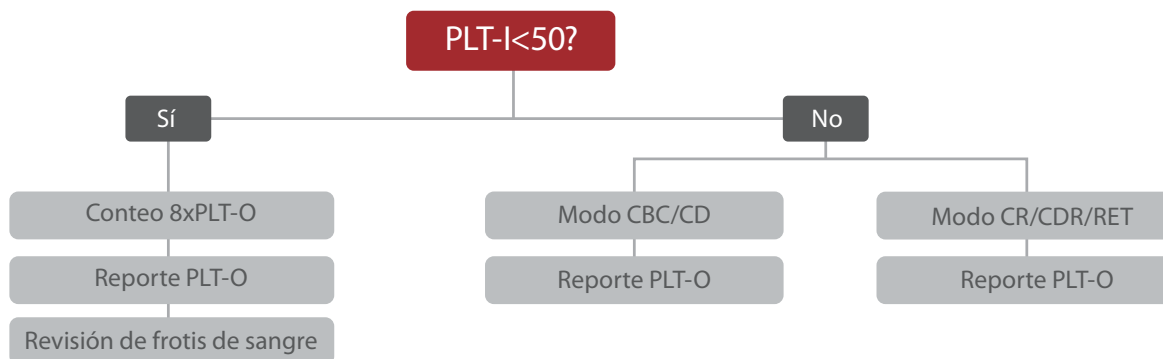 PLT-I<50?
Sí
No
Conteo 8xPLT-O
Modo CBC/CD
Modo CR/CDR/RET
Reporte PLT-O
Reporte PLT-O
Reporte PLT-O
Revisión de frotis de sangre